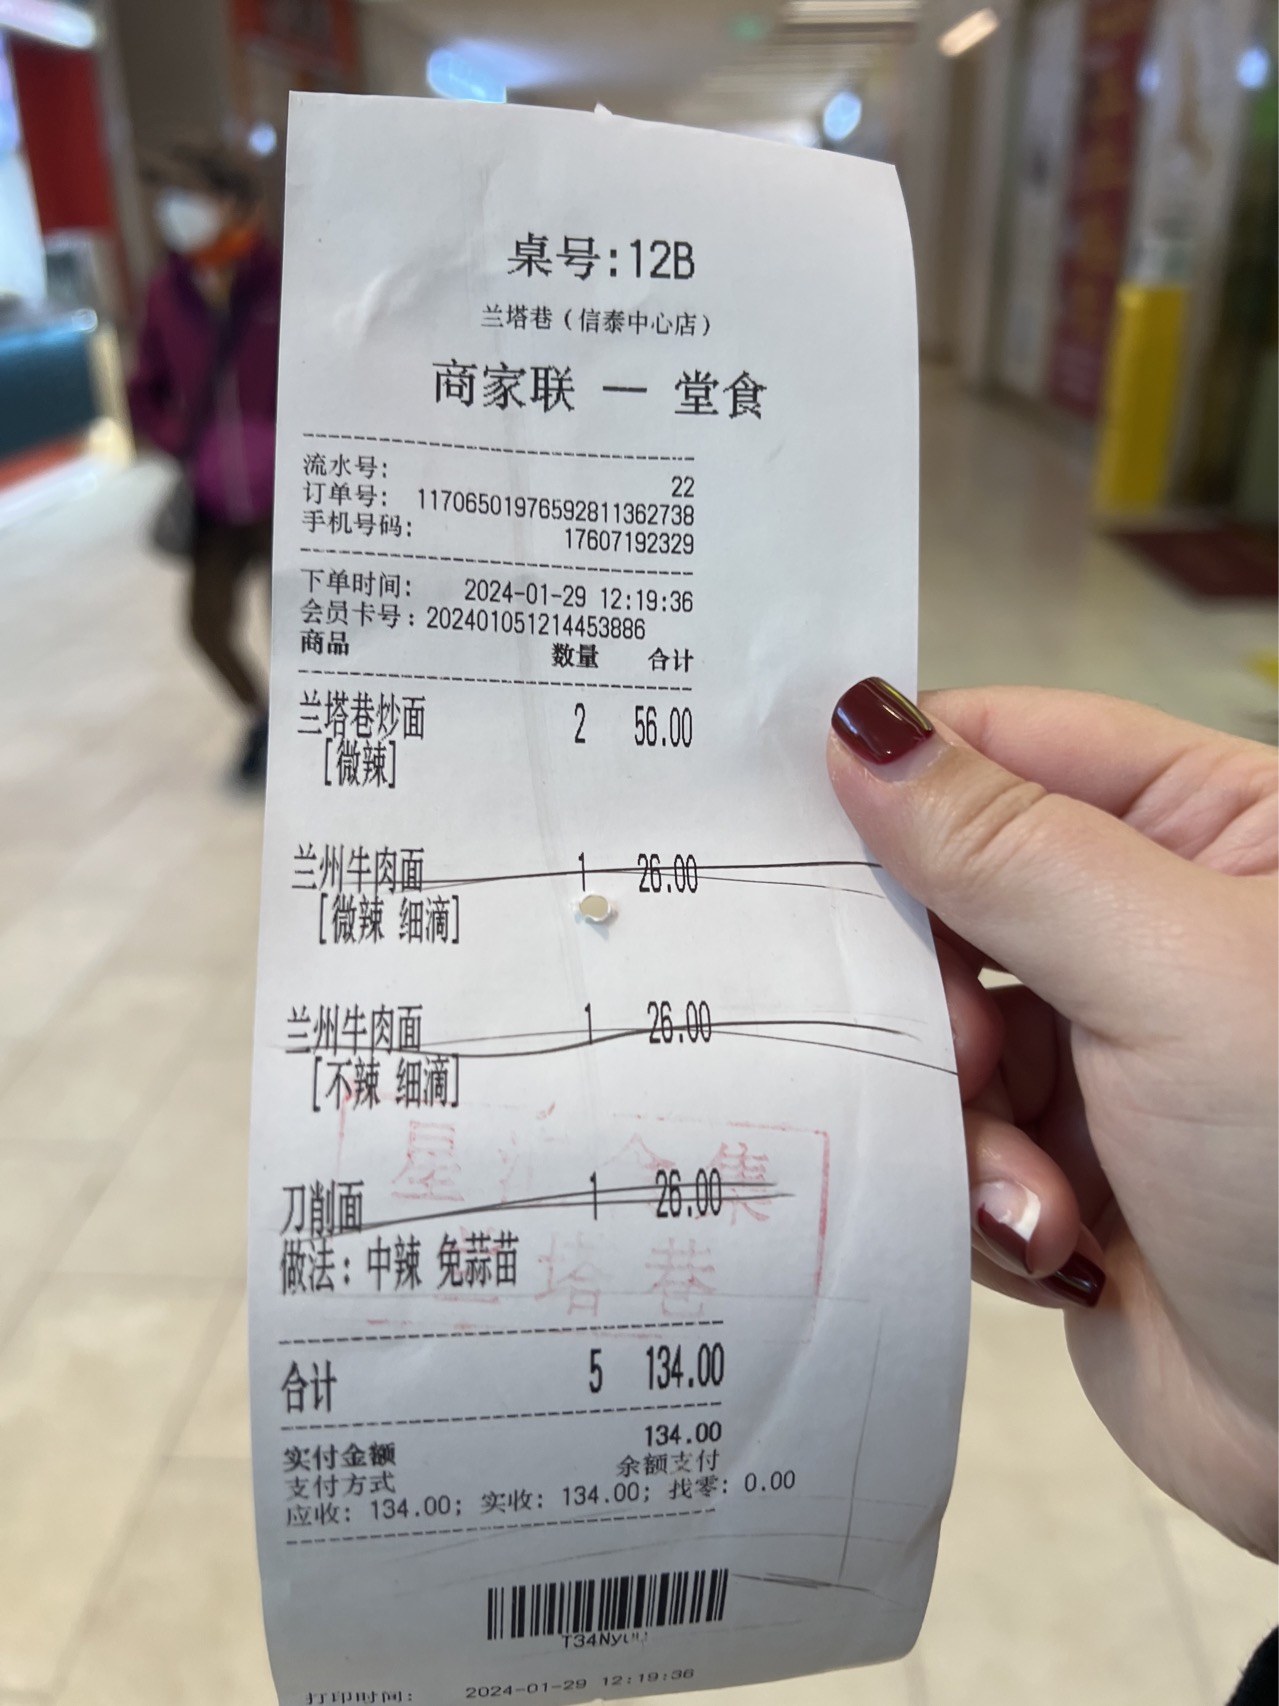 桌号:12B
兰塔巷(信泰中心店)
商家联 一 堂食
流水号: 22
订单号: 1170650197659281136​2738
手机号码: 17607192329
下单时间: 2024-01-29 12:19:36
会员卡号:202401051214453886
商品 数量 合计
兰塔巷炒面 2 56.00
[微辣]
兰州牛肉面 1 26.00
[微辣 细滴]
兰州牛肉面 1 26.00
[不辣 细滴]
星 集
刀削面 1 26.00
做法: 中辣 免蒜苗
塔巷
合计 5 134.00
实付金额 134.00
支付方式 余额支付
应收: 134.00; 实收: 134.00; 找零: 0.00
打印时间: 2024-01-29 12:19:36